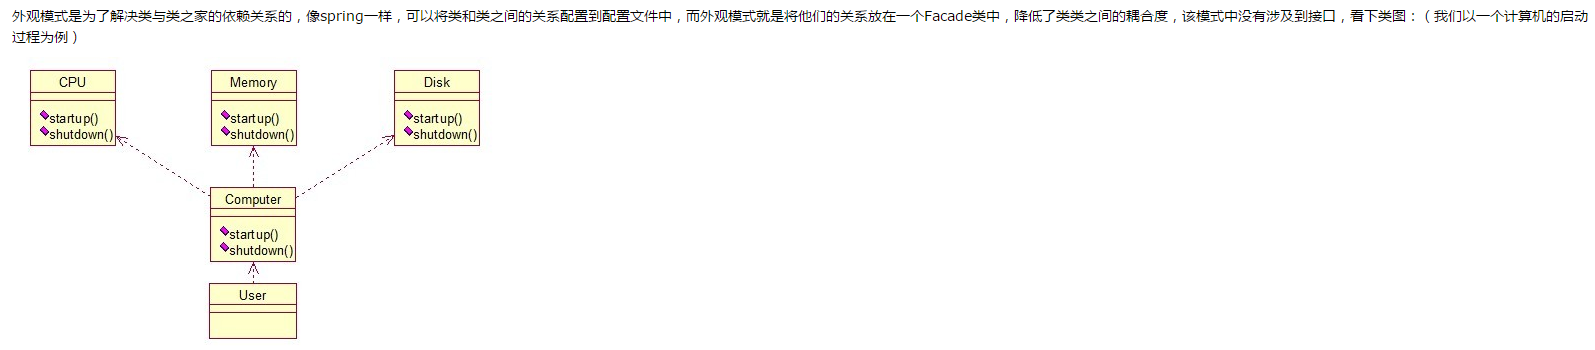 外观模式是为了解决类与类之家的依赖关系的，像spring一样，可以将类和类之间的关系配置到配置文件中，而外观模式就是将他们的关系放在一个Facade类中，降低了类类之间的耦合度，该模式中没有涉及到接口，看下类图：（我们以一个计算机的启动
过程为例）
CPU
startup()
shutdown()
Memory
startup()
shutdown()
Disk
startup()
shutdown()
Computer
startup()
shutdown()
User